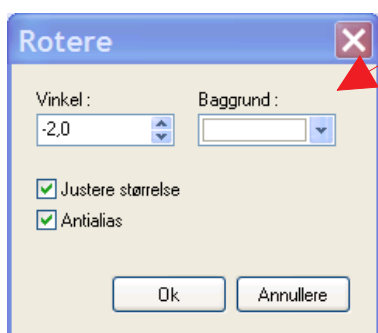 Rotere
Vinkel : Baggrund :
-2,0
Justere størrelse
Antialias
Ok Annullere